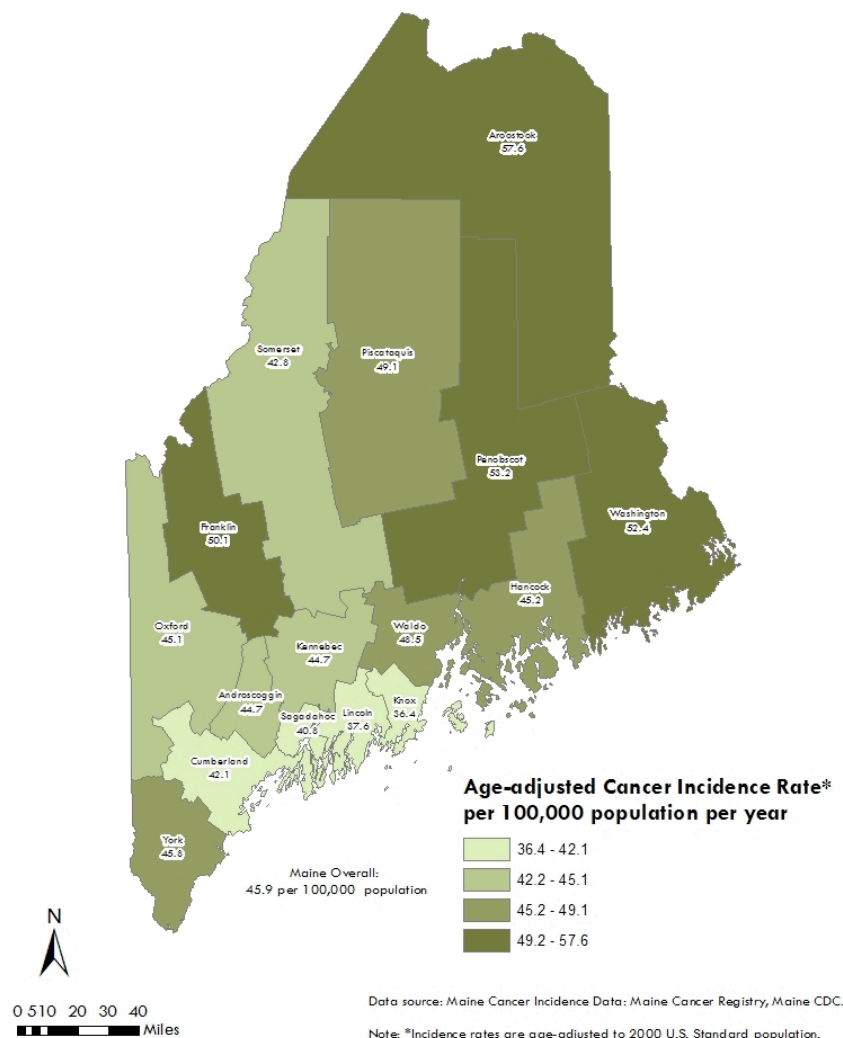 Aroostook
57.6
Somerset
42.8
Piscataquis
49.1
Penobscot
53.2
Washington
52.4
Franklin
50.1
Hancock
45.2
Oxford
45.1
Waldo
48.5
Kennebec
44.7
Androscoggin
44.7
Sagadahoc
40.8
Lincoln
37.6
Knox
36.4
Cumberland
42.1
York
45.8
Maine Overall:
45.9 per 100,000 population
Age-adjusted Cancer Incidence Rate*
per 100,000 population per year
36.4 - 42.1
42.2 - 45.1
45.2 - 49.1
49.2 - 57.6
N
0 5 10 20 30 40
Miles
Data source: Maine Cancer Incidence Data: Maine Cancer Registry, Maine CDC.
Note: *Incidence rates are age-adjusted to 2000 U.S. Standard population.